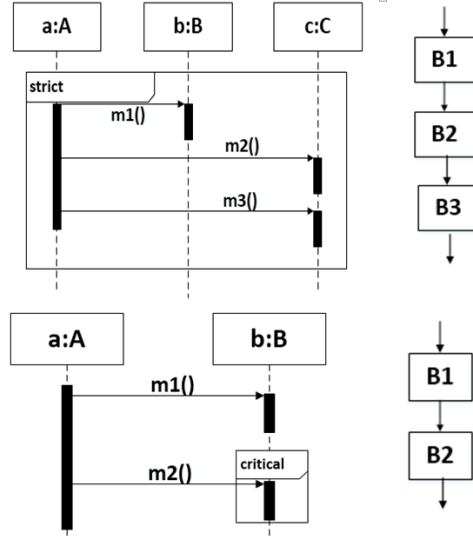 a:A
b:B
c:C
strict
m1()
m2()
m3()
B1
B2
B3
a:A
b:B
m1()
critical
m2()
B1
B2